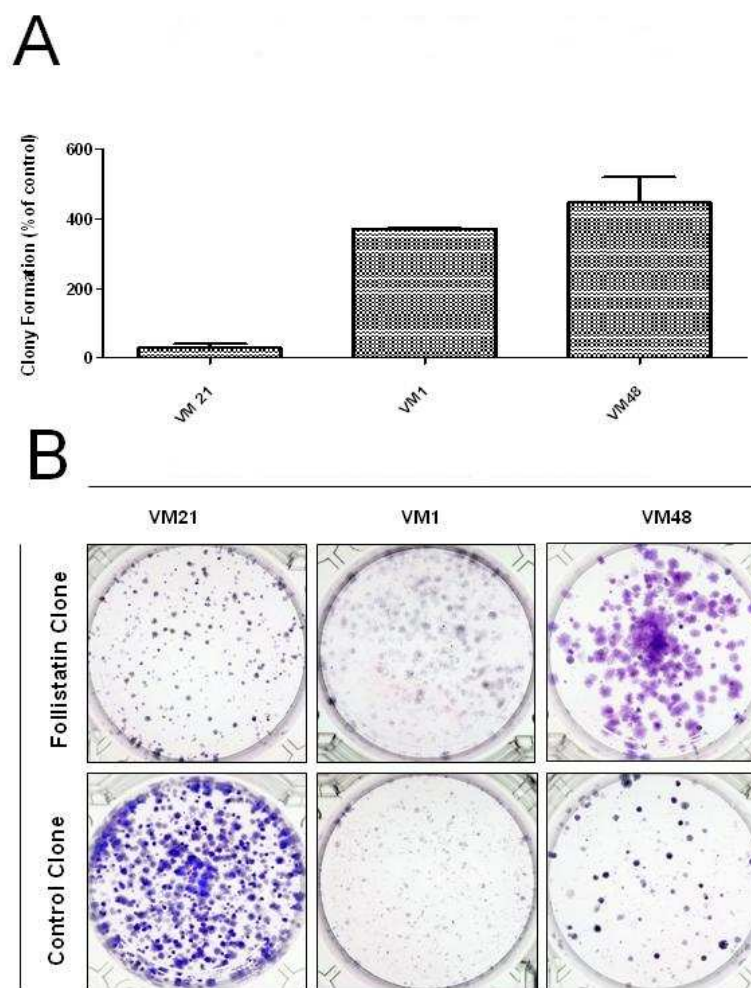 A
Clony Formation (% of control)
600
400
200
0
VM 21
VM1
VM48
B
VM21
VM1
VM48
Follistatin Clone
Control Clone